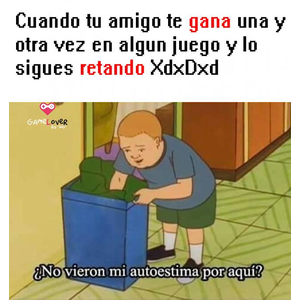 Cuando tu amigo te gana una y
otra vez en algun juego y lo
sigues retando XdxDxd
GAMELOVER
¿No vieron mi autoestima por aquí?